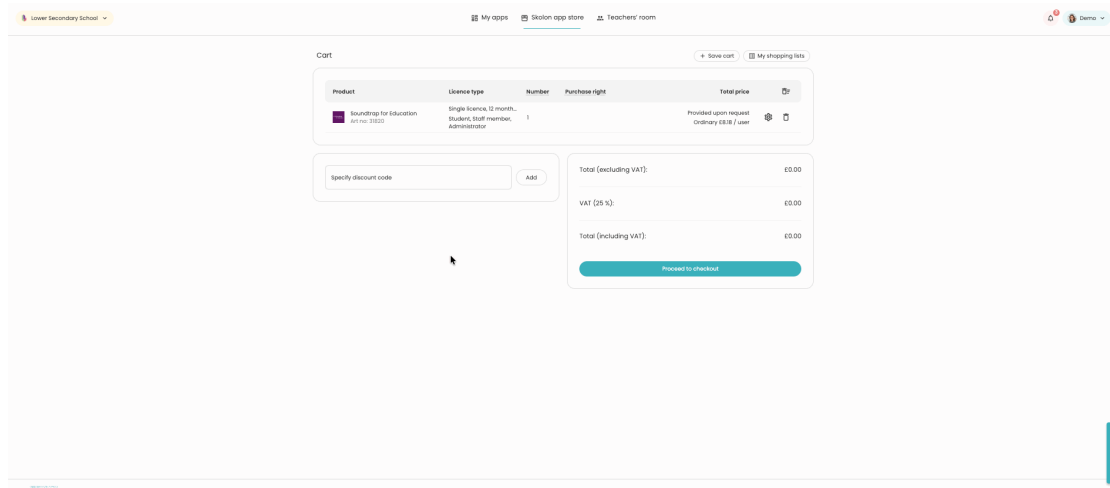 Lower Secondary School
My apps
Skolon app store
Teachers' room
Demo
Cart
+ Save cart
My shopping lists
Product
Licence type
Number
Purchase right
Total price
Soundtrap for Education
Art no: 31820
Single licence, 12 month...
Student, Staff member,
Administrator
1
Provided upon request
Ordinary £8.18 / user
Specify discount code
Add
Total (excluding VAT):
£0.00
VAT (25 %):
£0.00
Total (including VAT):
£0.00
Proceed to checkout